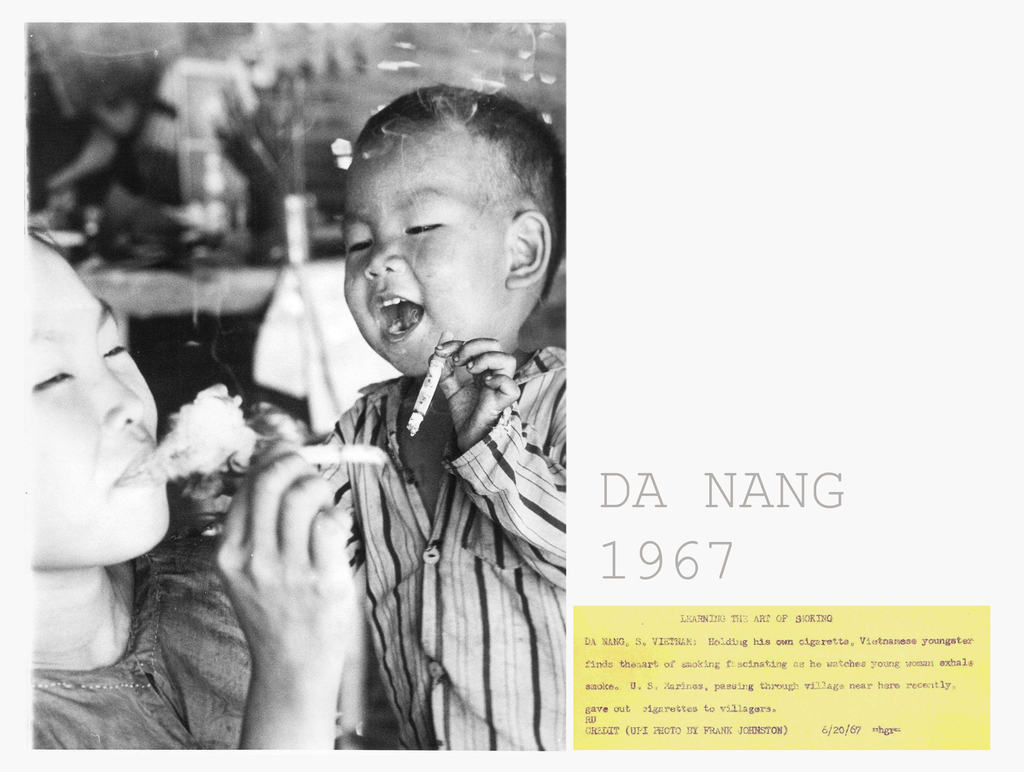 DA NANG
1967
LEARNING THE ART OF SMOKING
DA NANG, S. VIETNAM: Holding his own cigarette, Vietnamese youngster
finds theart of smoking fascinating as he watches young woman exhale
smoke. U. S. Marines, passing through village near here recently,
gave out cigarettes to villagers.
RD
CREDIT (UPI PHOTO BY FRANK JOHNSTON) 6/20/67